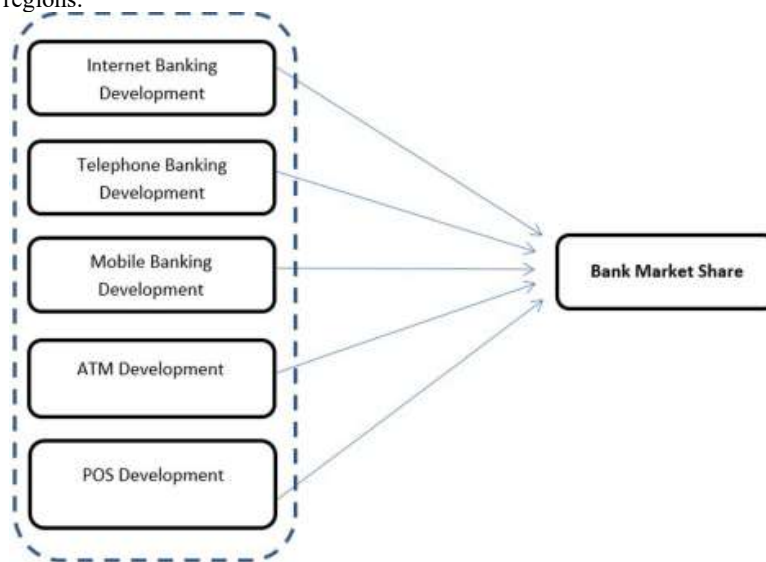 regions.
Internet Banking
Development
Telephone Banking
Development
Mobile Banking
Development
ATM Development
POS Development
Bank Market Share